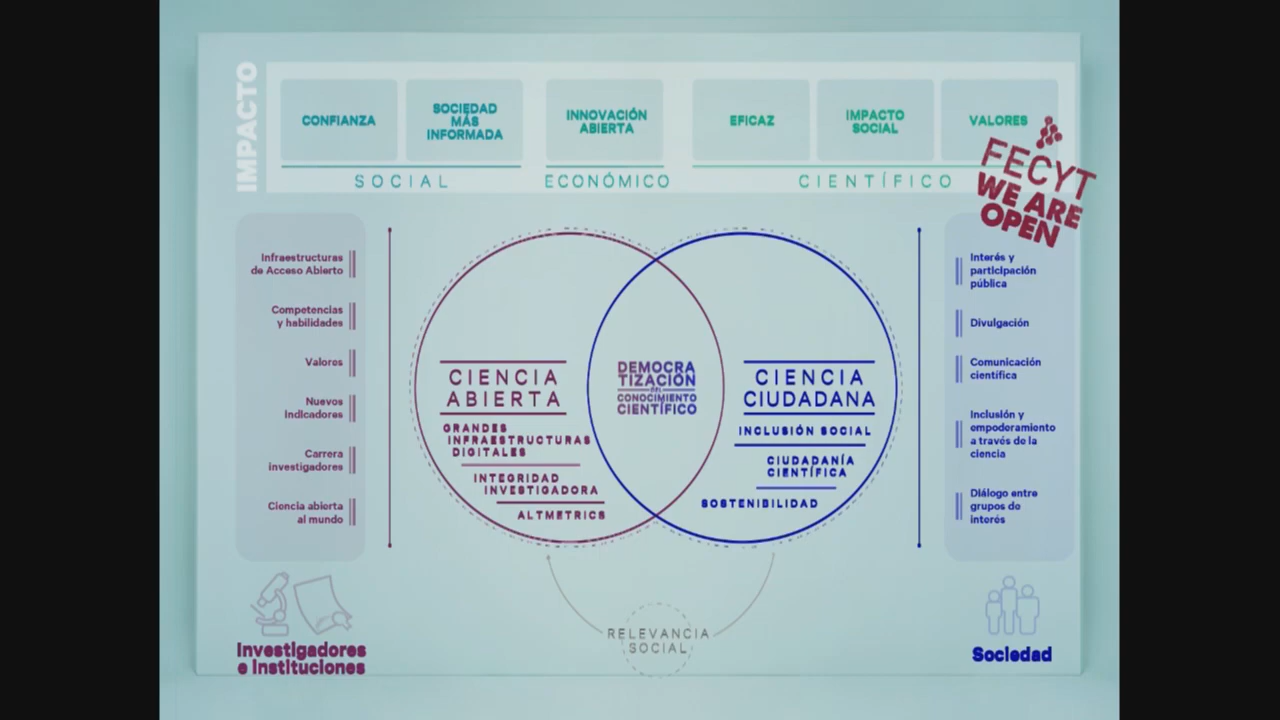 IMPACTO
CONFIANZA
SOCIEDAD
MÁS
INFORMADA
INNOVACIÓN
ABIERTA
EFICAZ
IMPACTO
SOCIAL
VALORES
SOCIAL
ECONÓMICO
CIENTÍFICO
FECYT
WE ARE
OPEN
Infraestructuras
de Acceso Abierto
Competencias
y habilidades
Valores
Nuevos
indicadores
Carrera
investigadores
Ciencia abierta
al mundo
CIENCIA
ABIERTA
GRANDES
INFRAESTRUCTURAS
DIGITALES
INTEGRIDAD
INVESTIGADORA
ALTMETRICS
DEMOCRA
TIZACIÓN
DEL
CONOCIMIENTO
CIENTÍFICO
CIENCIA
CIUDADANA
INCLUSIÓN SOCIAL
CIUDADANÍA
CIENTÍFICA
SOSTENIBILIDAD
Interés y
participación
pública
Divulgación
Comunicación
científica
Inclusión y
empoderamiento
a través de la
ciencia
Diálogo entre
grupos de
interés
RELEVANCIA
SOCIAL
Investigadores
e Instituciones
Sociedad